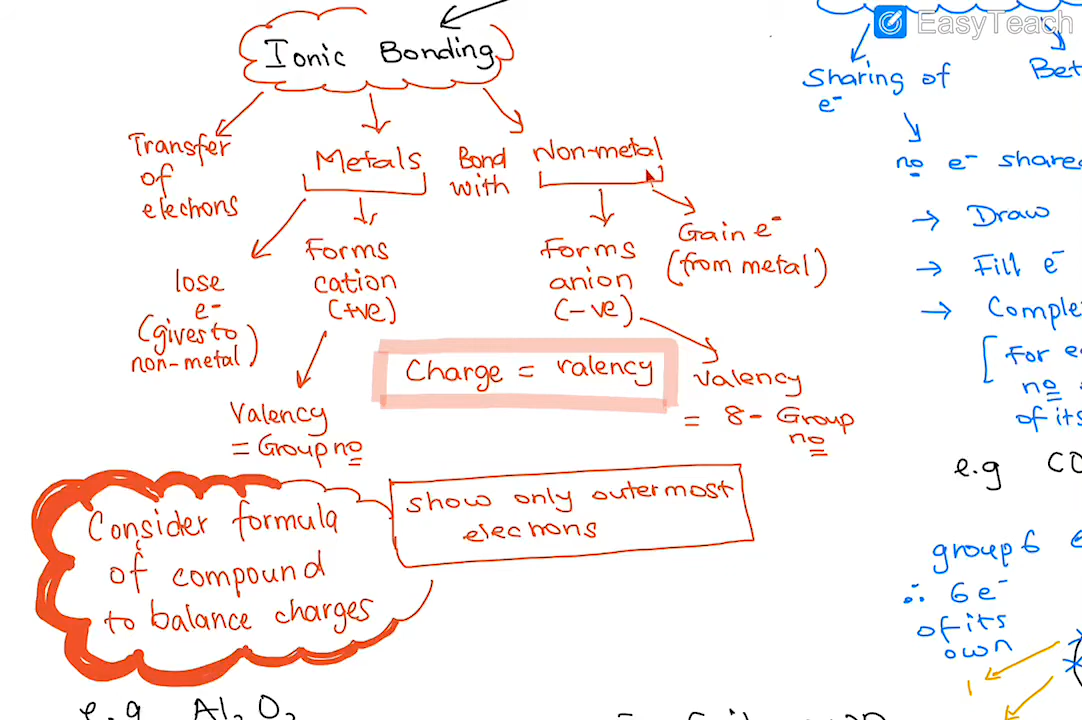 EasyTeach
Ionic Bonding
Transfer
of
electrons
Metals
Bond
with
Non-metal
lose
e-
(gives to
non-metal)
Forms
cation
(+ve)
Forms
anion
(-ve)
Gain e-
(from metal)
Charge = valency
Valency
= Group no
Valency
= 8 - Group
no
Consider formula
of compound
to balance charges
show only outermost
electrons
e.g Al2O3
Sharing of
e-
no e- shared
→ Draw
→ Fill e-
→
[For
no
of its
e.g
group 6
∴ 6e-
of its
own
1